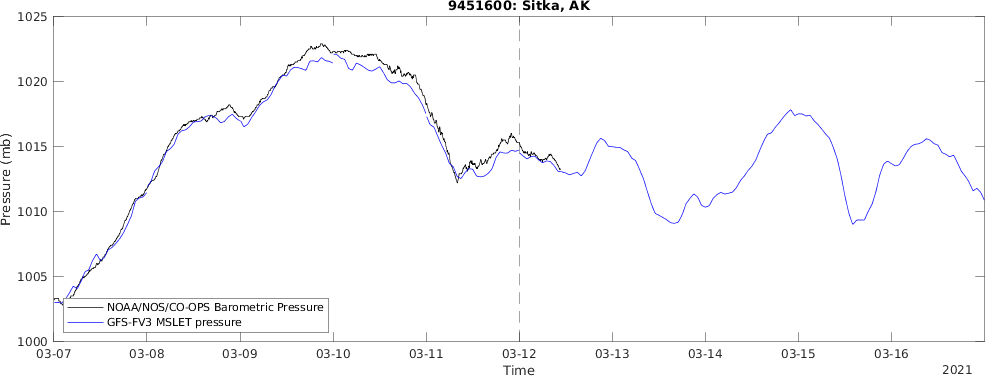 9451600: Sitka, AK
Pressure (mb)
1025
1020
1015
1010
1005
1000
NOAA/NOS/CO-OPS Barometric Pressure
GFS-FV3 MSLET pressure
03-07 03-08 03-09 03-10 03-11 03-12 03-13 03-14 03-15 03-16
Time
2021